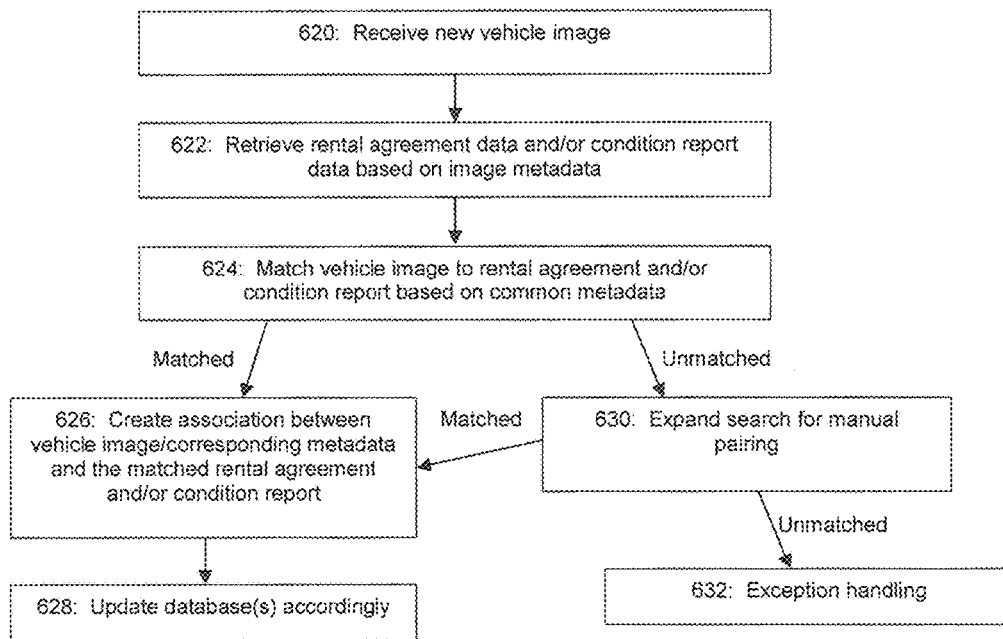 620: Receive new vehicle image
622: Retrieve rental agreement data and/or condition report
data based on image metadata
624: Match vehicle image to rental agreement and/or
condition report based on common metadata
Matched
Unmatched
626: Create association between
vehicle image/corresponding metadata
and the matched rental agreement
and/or condition report
Matched
630: Expand search for manual
pairing
Unmatched
628: Update database(s) accordingly
632: Exception handling